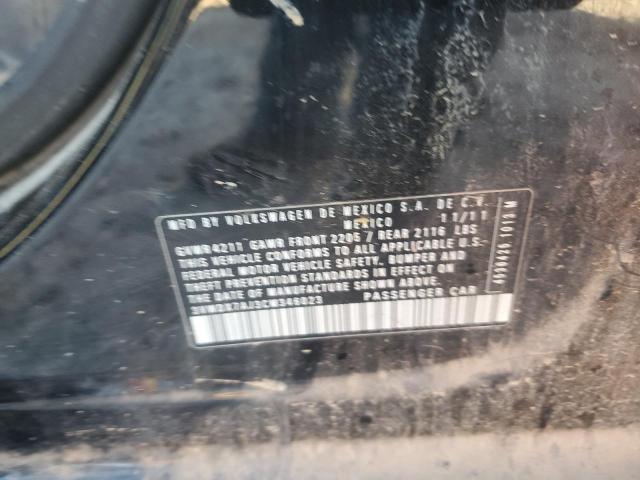 MFD BY VOLKSWAGEN DE MEXICO S.A. DE C.V.
MEXICO 11/11
GVWR 4211 GAWR FRONT 2205 / REAR 2116 LBS
THIS VEHICLE CONFORMS TO ALL APPLICABLE U.S.
FEDERAL MOTOR VEHICLE SAFETY, BUMPER AND
THEFT PREVENTION STANDARDS IN EFFECT ON
THE DATE OF MANUFACTURE SHOWN ABOVE.
PASSENGER CAR